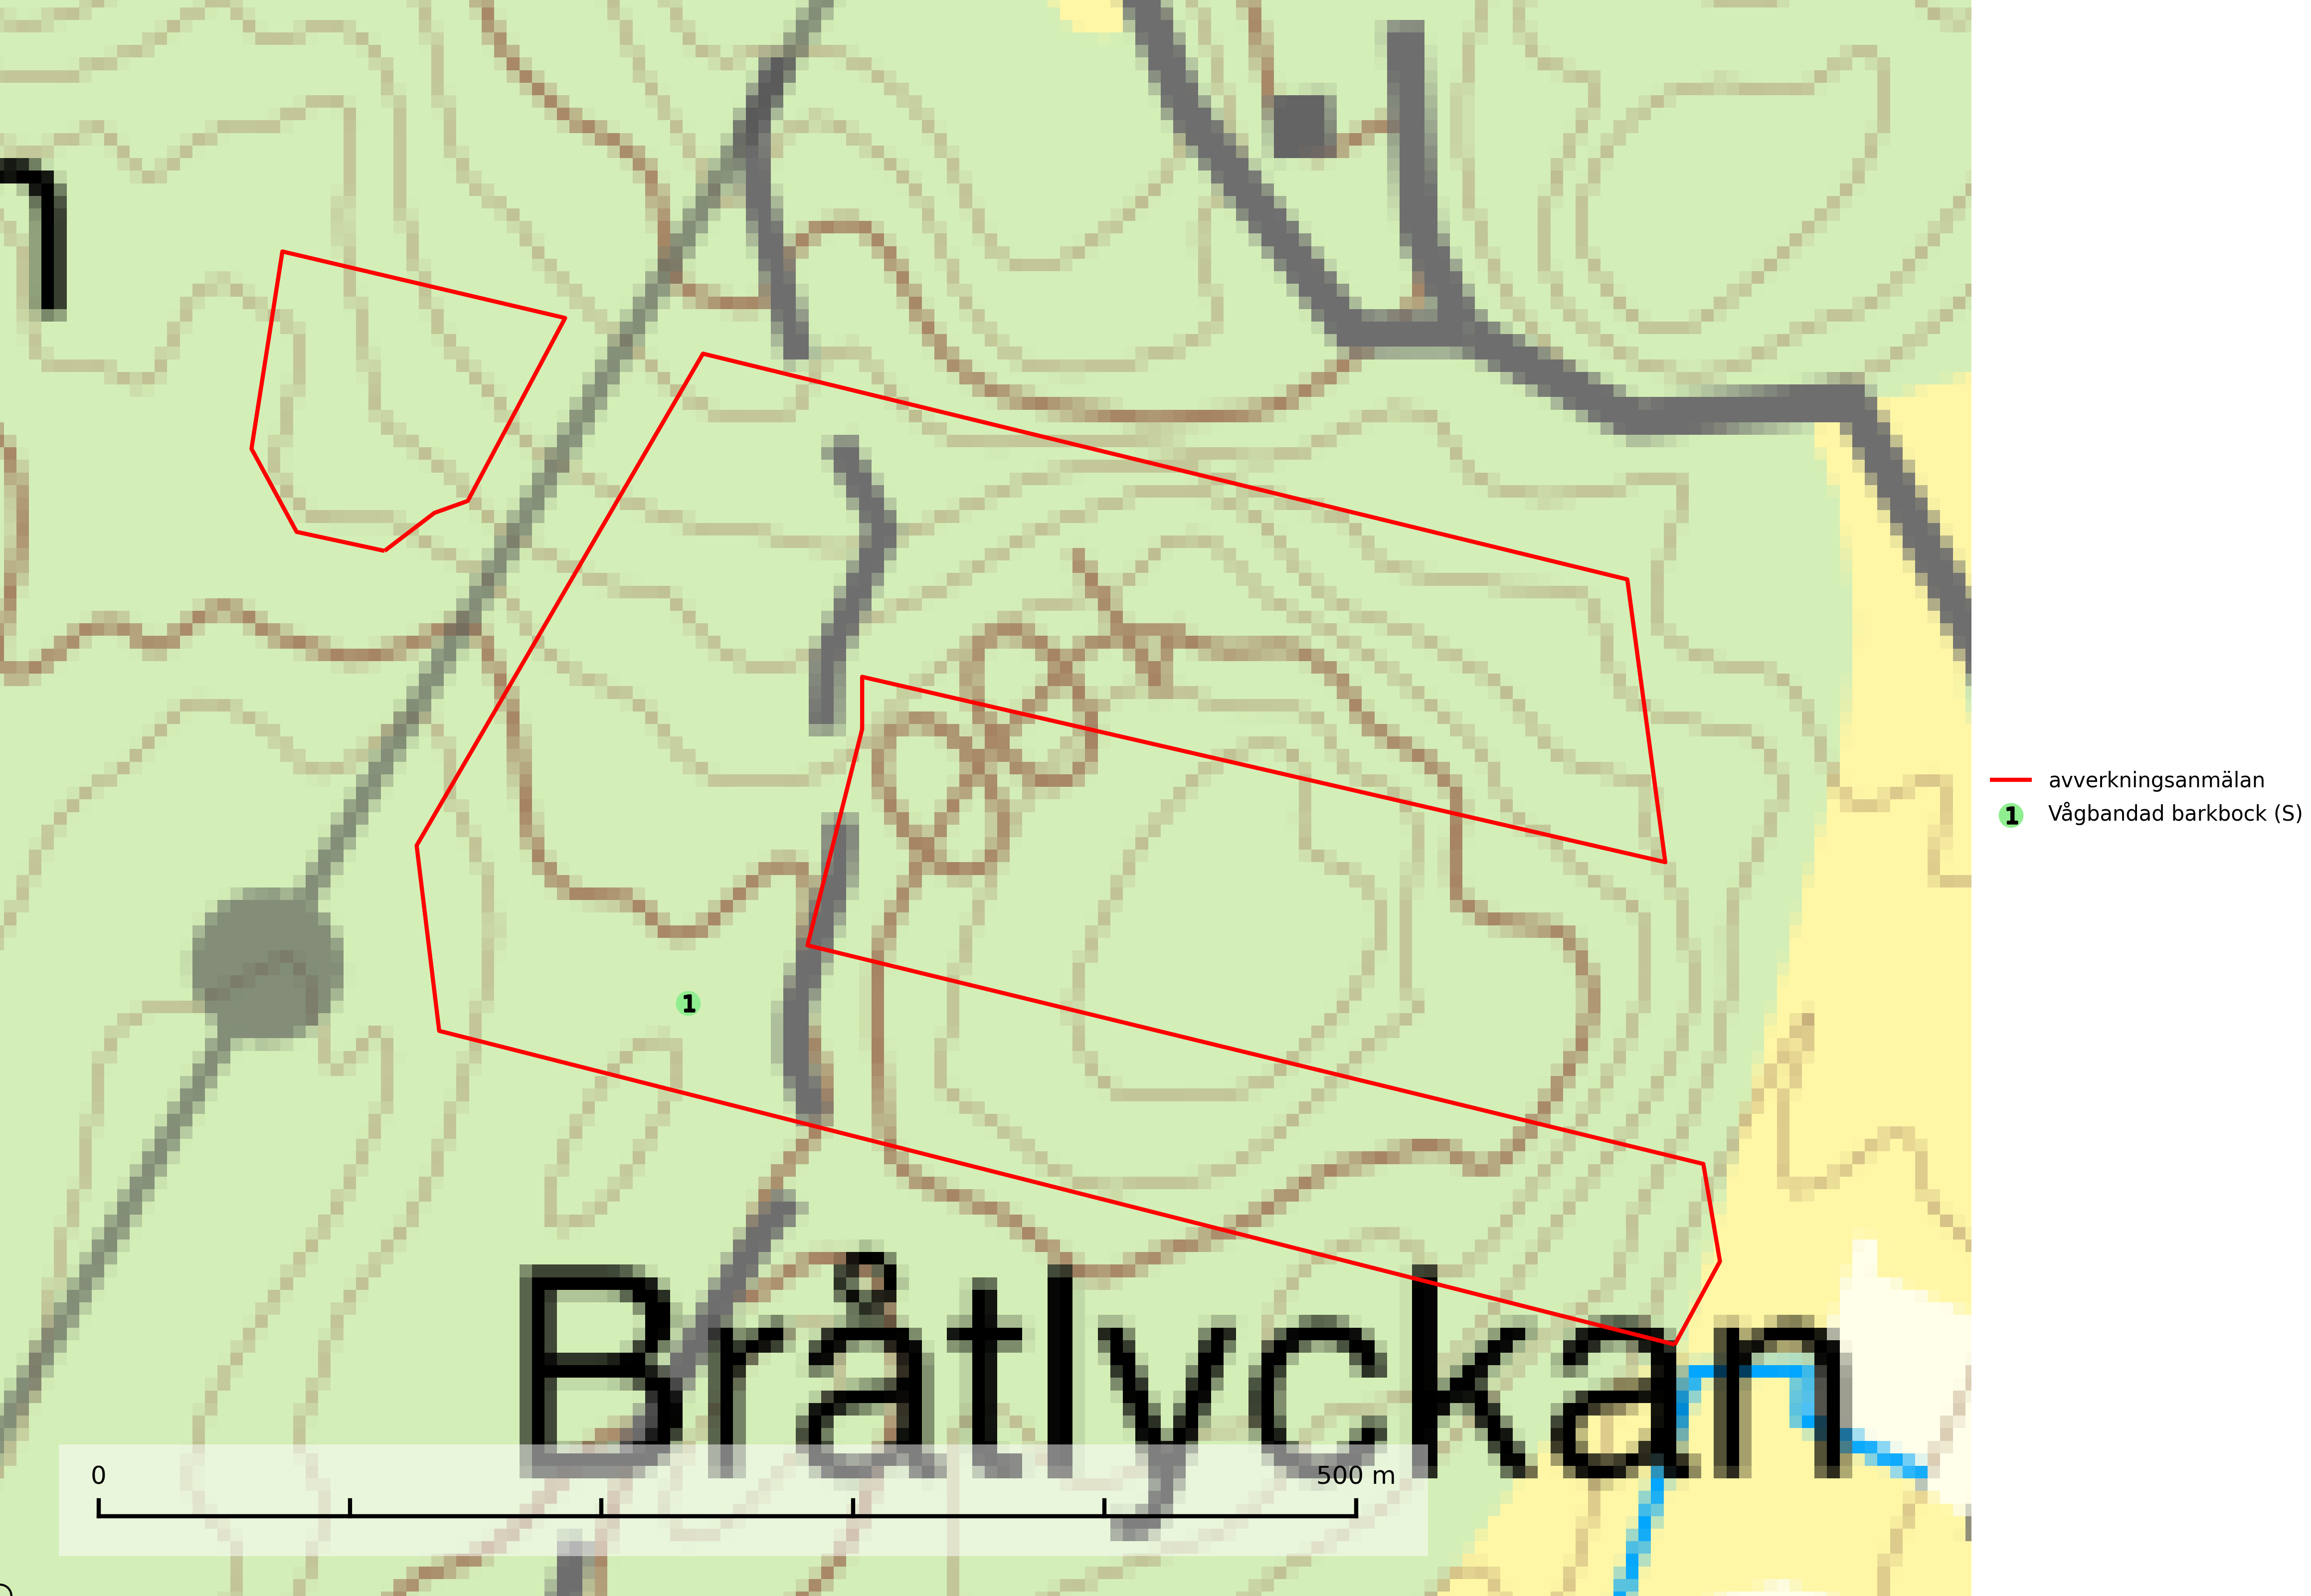 1
Bråtlyckan
0
500 m
avverkningsanmälan
1
Vågbandad barkbock (S)